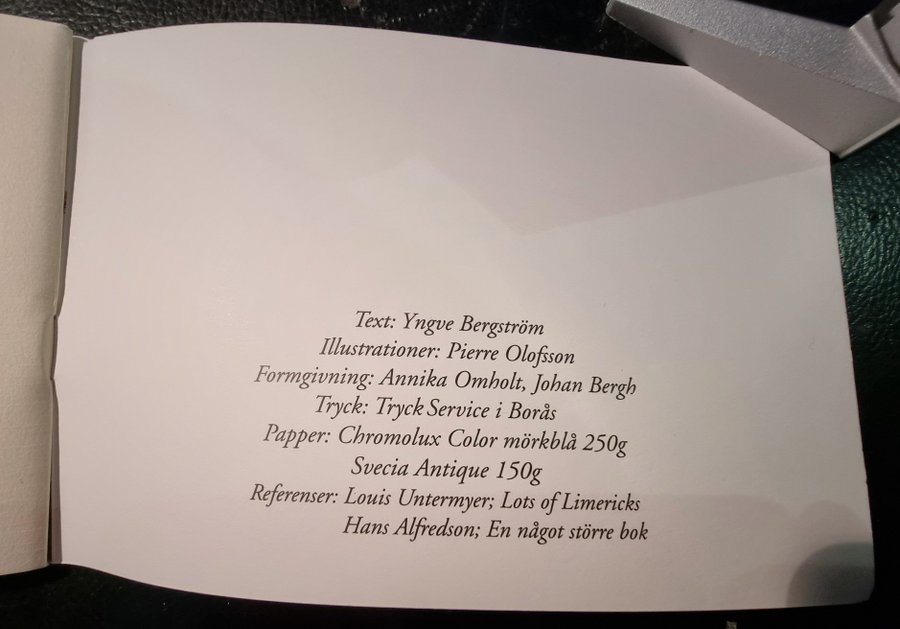 Text: Yngve Bergström
Illustrationer: Pierre Olofsson
Formgivning: Annika Omholt, Johan Bergh
Tryck: Tryck Service i Borås
Papper: Chromolux Color mörkblå 250g
Svecia Antique 150g
Referenser: Louis Untermyer; Lots of Limericks
Hans Alfredson; En något större bok